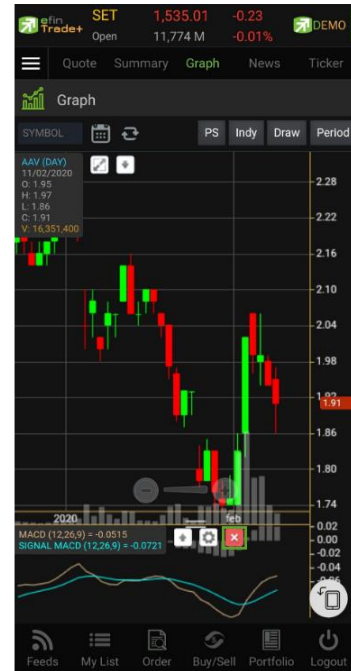 efin Trade+ SET 1,535.01 -0.23 DEMO
Open 11,774 M -0.01%
Quote Summary Graph News Ticker
Graph
SYMBOL PS Indy Draw Period
AAV (DAY)
11/02/2020
O: 1.95
H: 1.97
L: 1.86
C: 1.91
V: 16,351,400
2.28
2.22
2.16
2.10
2.04
1.98
1.92
1.91
1.86
1.80
1.74
2020 feb
MACD (12,26,9) = -0.0515
SIGNAL MACD (12,26,9) = -0.0721
0.02
0.00
-0.02
-0.04
Feeds My List Order Buy/Sell Portfolio Logout